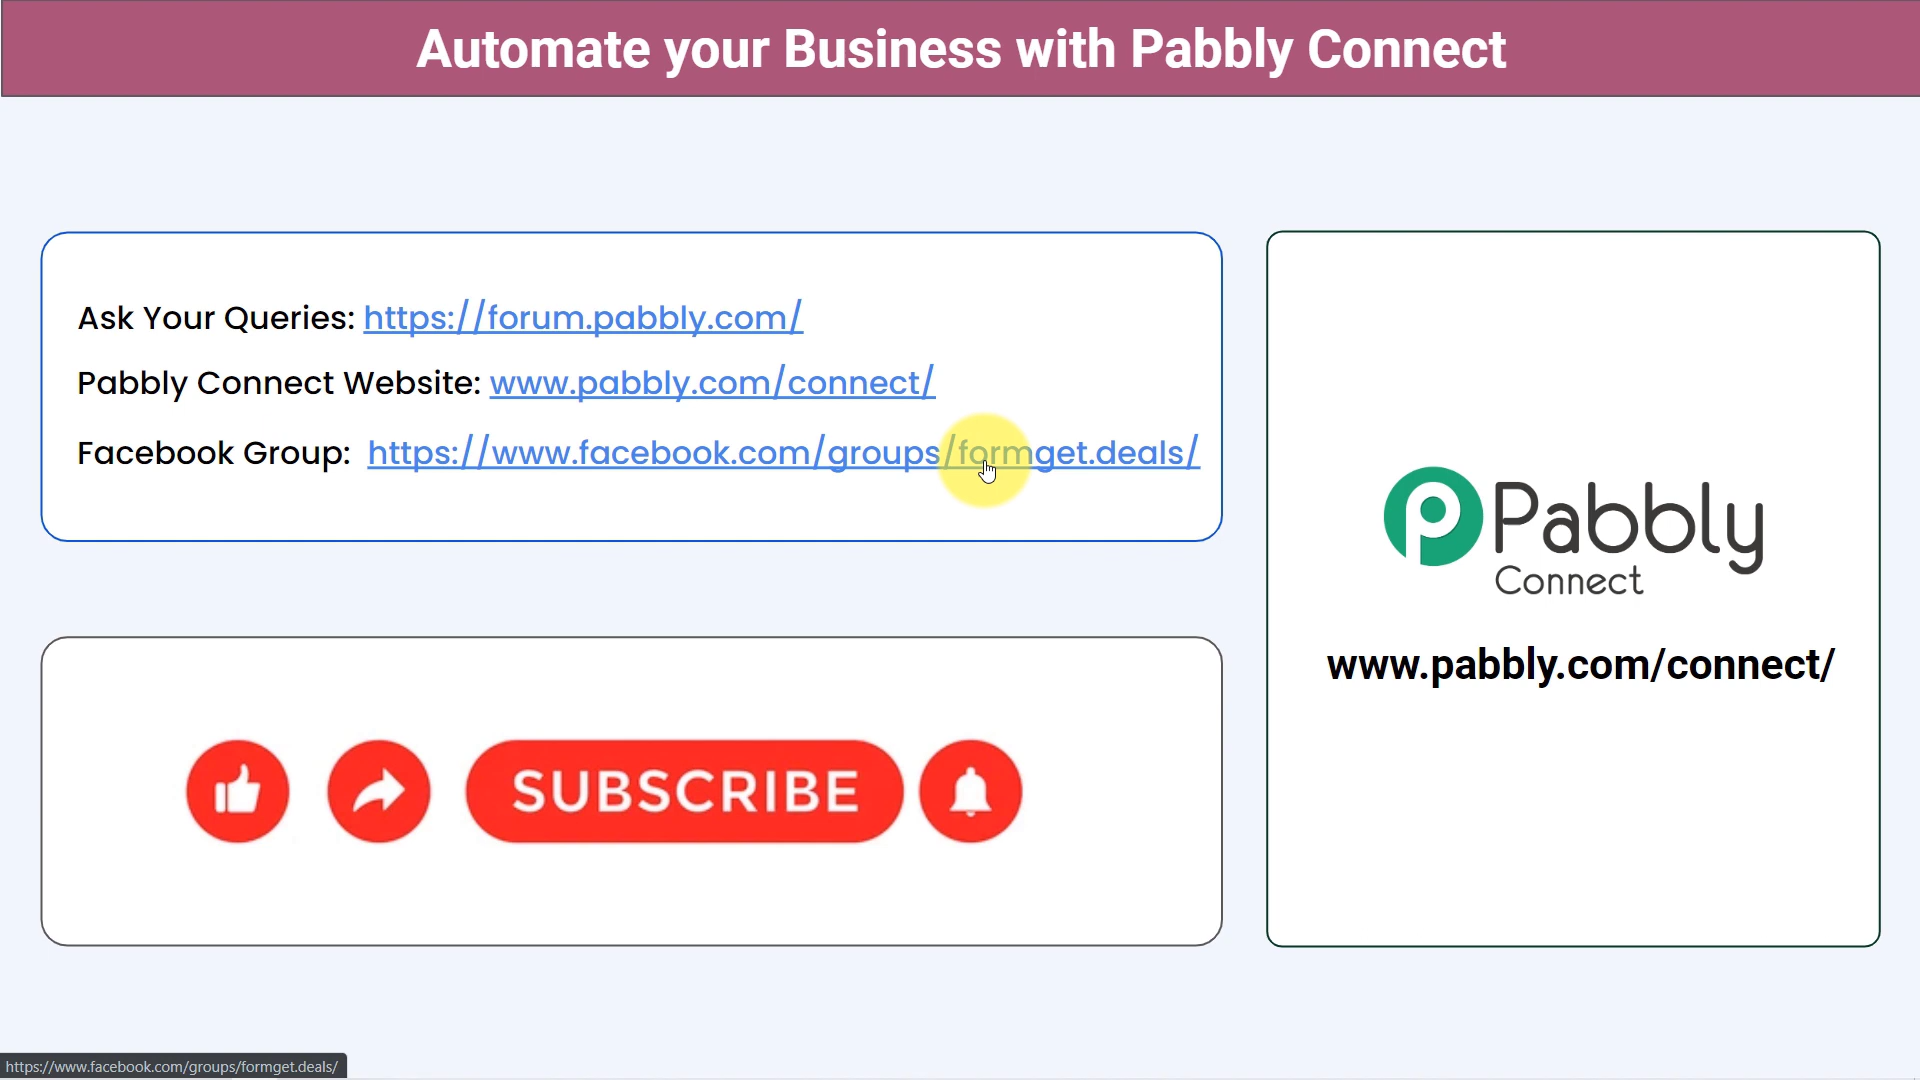 Automate your Business with Pabbly Connect
Ask Your Queries: https://forum.pabbly.com/
Pabbly Connect Website: www.pabbly.com/connect/
Facebook Group: https://www.facebook.com/groups/formget.deals/
Pabbly
Connect
www.pabbly.com/connect/
SUBSCRIBE
https://www.facebook.com/groups/formget.deals/